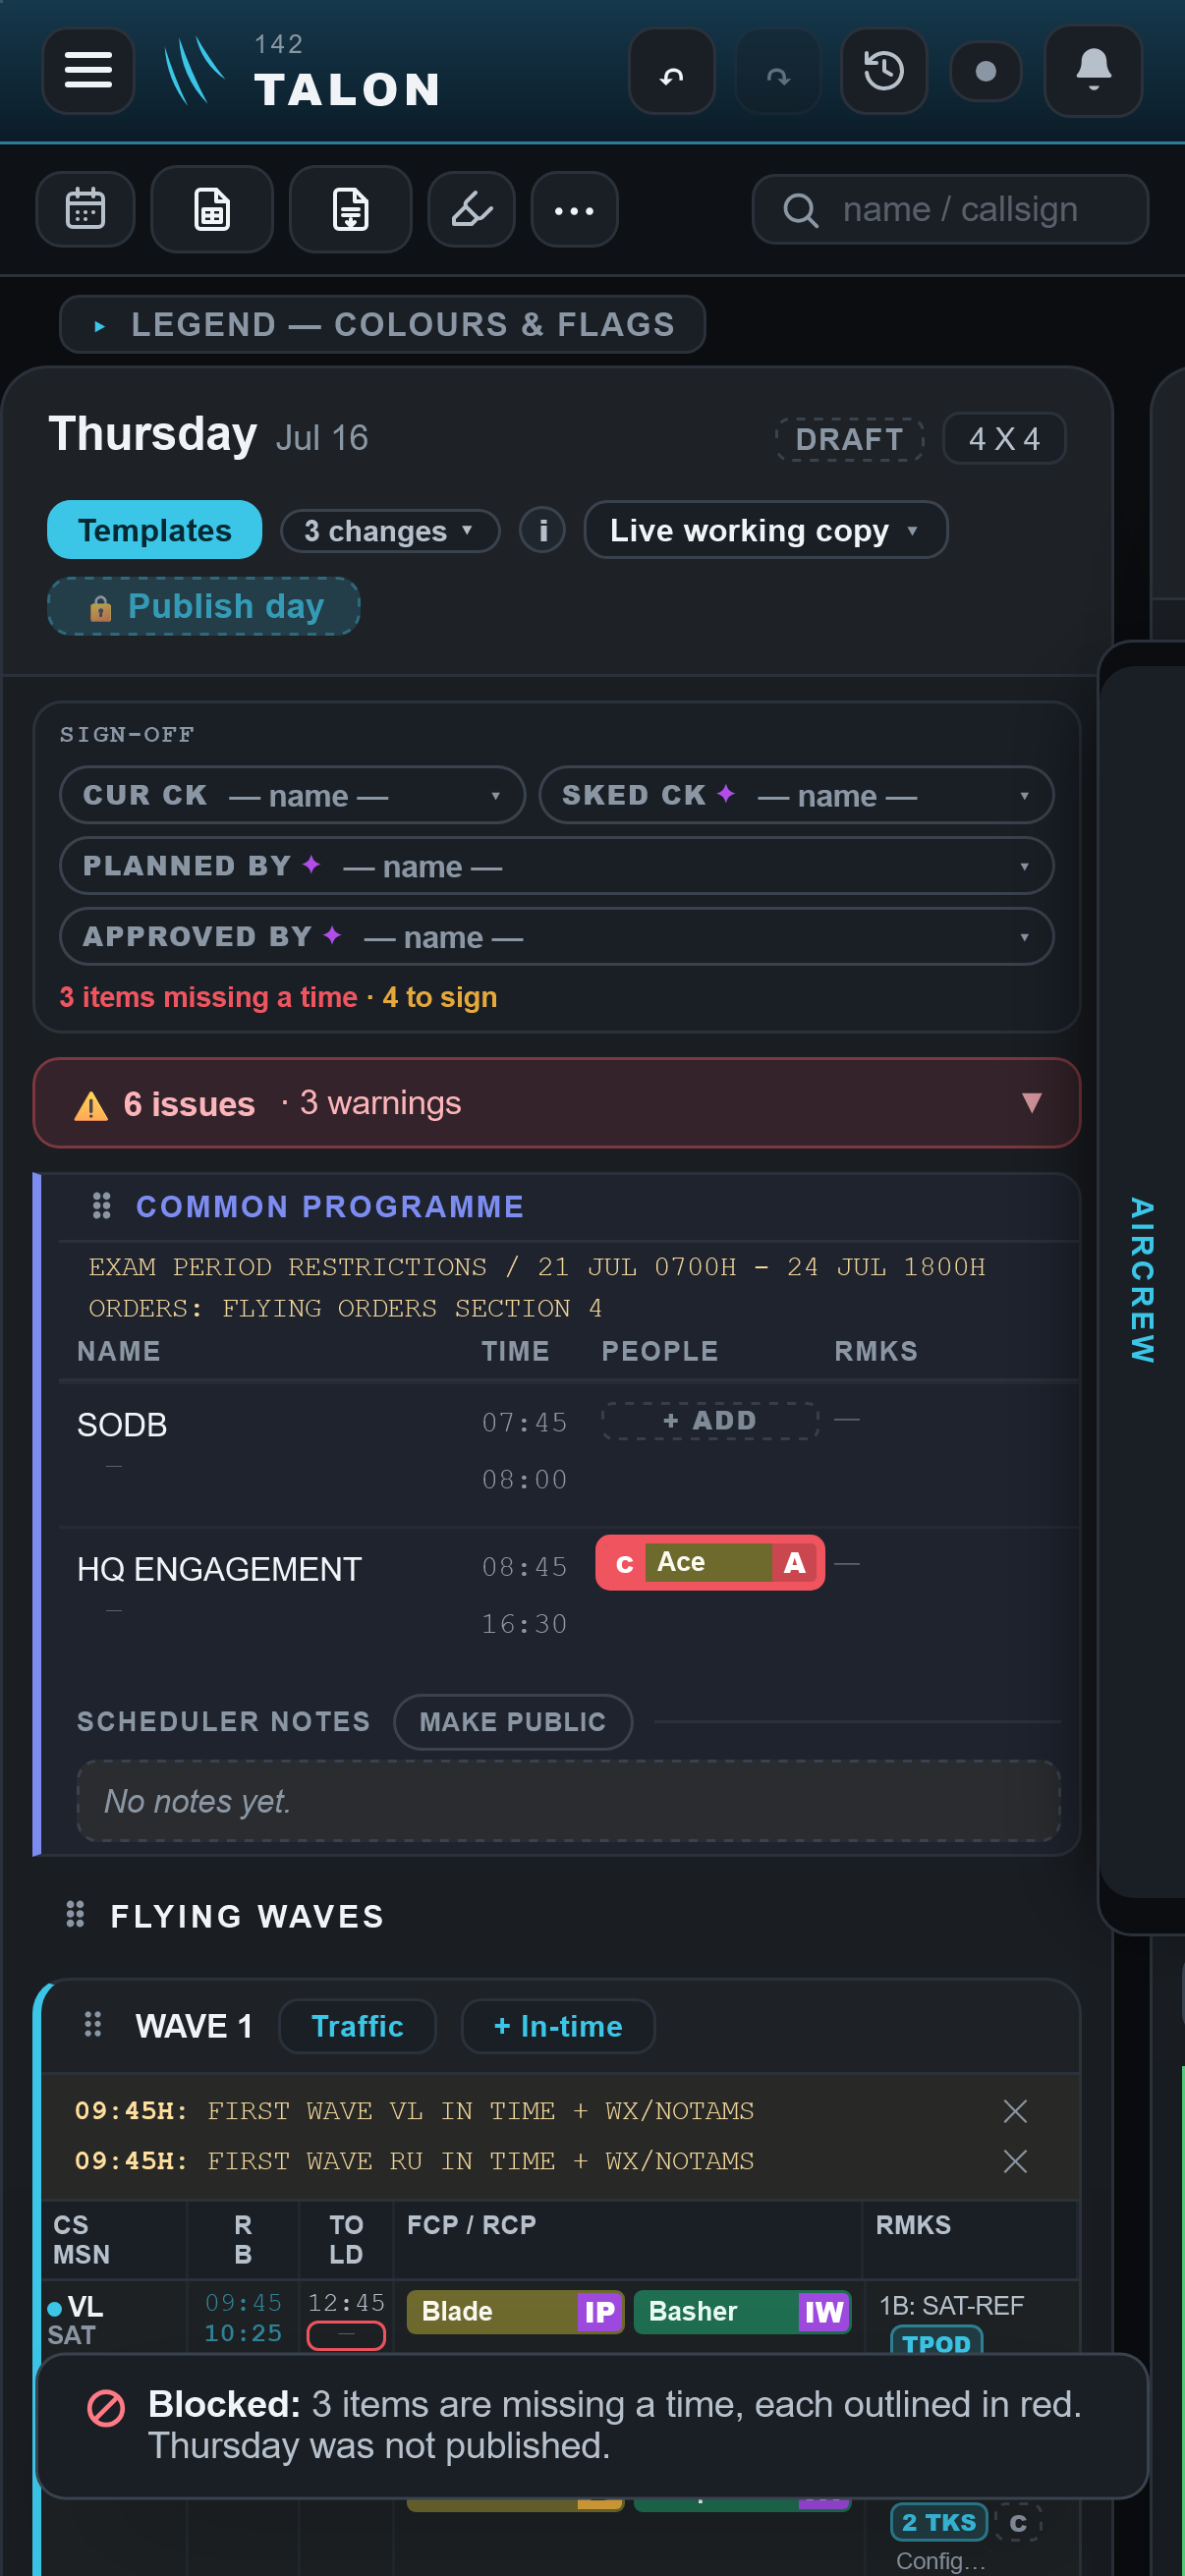 142
TALON
name / callsign
▸ LEGEND — COLOURS & FLAGS
Thursday Jul 16 DRAFT 4 X 4
Templates 3 changes ▾ i Live working copy ▾
Publish day
SIGN-OFF
CUR CK — name — ▾ SKED CK ✦ — name — ▾
PLANNED BY ✦ — name — ▾
APPROVED BY ✦ — name — ▾
3 items missing a time · 4 to sign
6 issues · 3 warnings ▼
AIRCREW
COMMON PROGRAMME
EXAM PERIOD RESTRICTIONS / 21 JUL 0700H - 24 JUL 1800H
ORDERS: FLYING ORDERS SECTION 4
NAME TIME PEOPLE RMKS
SODB 07:45 + ADD —
— 08:00
HQ ENGAGEMENT 08:45 C Ace A —
— 16:30
SCHEDULER NOTES MAKE PUBLIC
No notes yet.
FLYING WAVES
WAVE 1 Traffic + In-time
09:45H: FIRST WAVE VL IN TIME + WX/NOTAMS
09:45H: FIRST WAVE RU IN TIME + WX/NOTAMS
CS R TO FCP / RCP RMKS
MSN B LD
VL 09:45 12:45 Blade IP Basher IW 1B: SAT-REF
SAT 10:25 — TPOD
Blocked: 3 items are missing a time, each outlined in red.
Thursday was not published.
2 TKS C
Config...